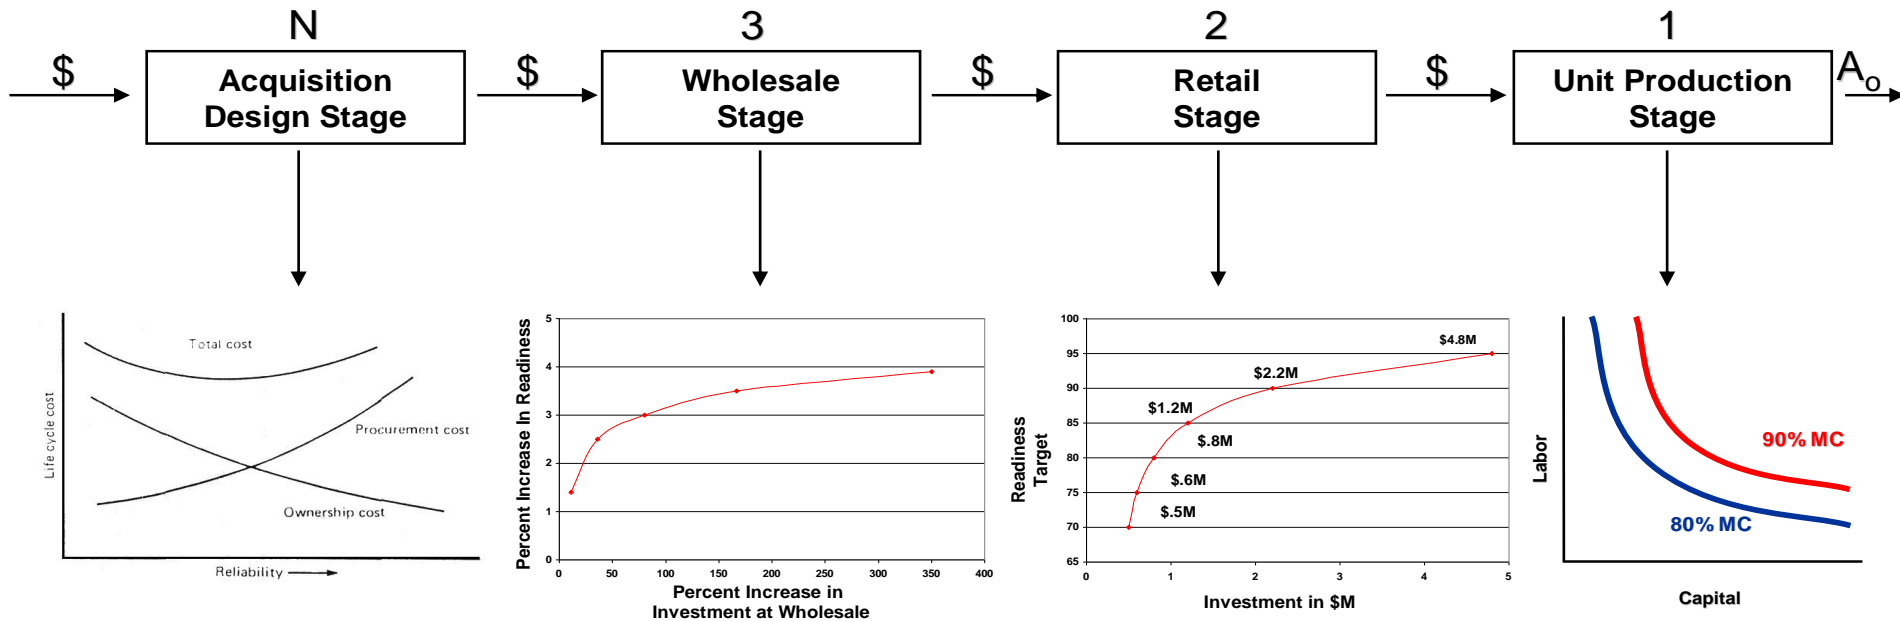 N
3
2
1
$
Acquisition
Design Stage
$
Wholesale
Stage
$
Retail
Stage
$
Unit Production
Stage
Ao
Life cycle cost
Total cost
Procurement cost
Ownership cost
Reliability
Percent Increase In Readiness
5
4
3
2
1
0
0 50 100 150 200 250 300 350 400
Percent Increase in
Investment at Wholesale
Readiness
Target
100
95
90
85
80
75
70
65
$4.8M
$2.2M
$1.2M
$.8M
$.6M
$.5M
0 1 2 3 4 5
Investment in $M
Labor
90% MC
80% MC
Capital